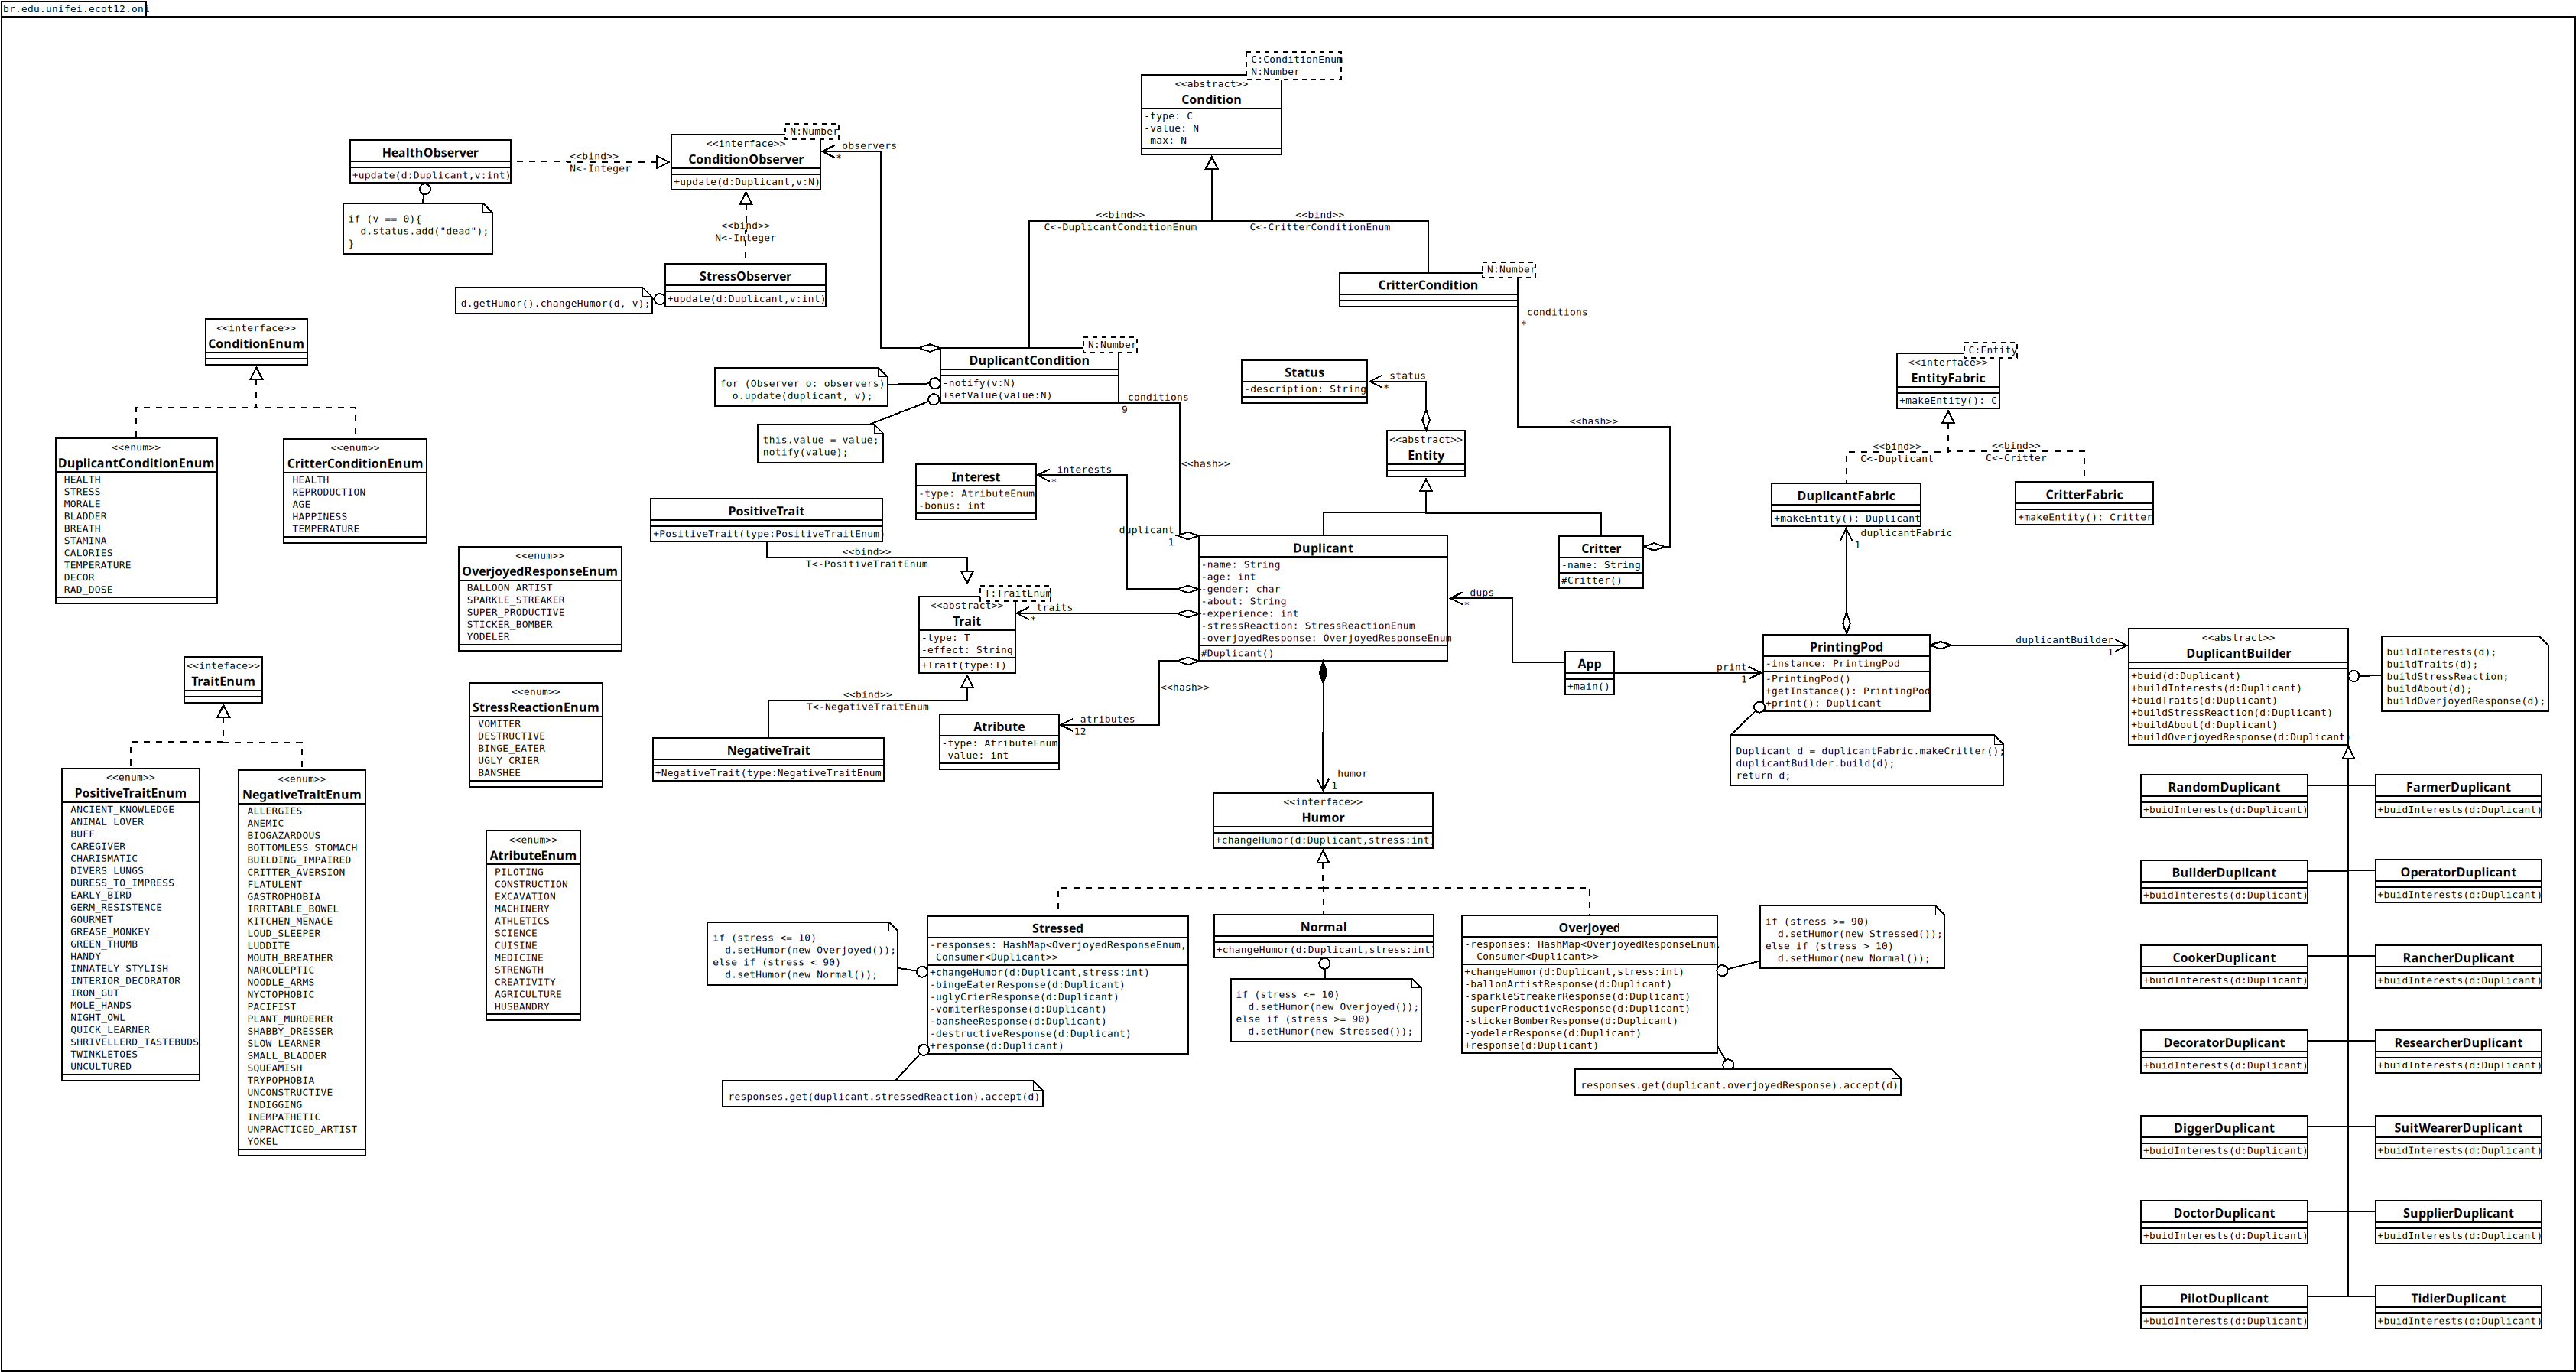 br.edu.unifei.ecot12.oni
C:ConditionEnum
N:Number
<<abstract>>
Condition
-type: C
-value: N
-max: N
HealthObserver
+update(d:Duplicant,v:int)
if (v == 0){
d.status.add("dead");
}
<<bind>>
N<-Integer
N:Number
<<interface>>
ConditionObserver
+update(d:Duplicant,v:N)
observers
*
<<bind>>
N<-Integer
StressObserver
+update(d:Duplicant,v:int)
d.getHumor().changeHumor(d, v);
<<bind>>
C<-DuplicantConditionEnum
<<bind>>
C<-CritterConditionEnum
N:Number
CritterCondition
conditions
*
<<hash>>
<<interface>>
ConditionEnum
<<enum>>
DuplicantConditionEnum
HEALTH
STRESS
MORALE
BLADDER
BREATH
STAMINA
CALORIES
TEMPERATURE
DECOR
RAD_DOSE
<<enum>>
CritterConditionEnum
HEALTH
REPRODUCTION
AGE
HAPPINESS
TEMPERATURE
N:Number
DuplicantCondition
-notify(v:N)
+setValue(value:N)
for (Observer o: observers)
o.update(duplicant, v);
this.value = value;
notify(value);
conditions
9
<<hash>>
duplicant
1
Status
-description: String
status
*
<<abstract>>
Entity
Interest
-type: AtributeEnum
-bonus: int
interests
*
PositiveTrait
+PositiveTrait(type:PositiveTraitEnum)
<<bind>>
T<-PositiveTraitEnum
T:TraitEnum
<<abstract>>
Trait
-type: T
-effect: String
+Trait(type:T)
traits
*
<<bind>>
T<-NegativeTraitEnum
NegativeTrait
+NegativeTrait(type:NegativeTraitEnum)
Atribute
-type: AtributeEnum
-value: int
atributes
12
<<hash>>
Duplicant
-name: String
-age: int
-gender: char
-about: String
-experience: int
-stressReaction: StressReactionEnum
-overjoyedResponse: OverjoyedResponseEnum
#Duplicant()
Critter
-name: String
#Critter()
dups
*
App
+main()
print
1
PrintingPod
-instance: PrintingPod
-PrintingPod()
+getInstance(): PrintingPod
+print(): Duplicant
Duplicant d = duplicantFabric.makeCritter();
duplicantBuilder.build(d);
return d;
C:Entity
<<interface>>
EntityFabric
+makeEntity(): C
<<bind>>
C<-Duplicant
<<bind>>
C<-Critter
DuplicantFabric
+makeEntity(): Duplicant
CritterFabric
+makeEntity(): Critter
duplicantFabric
1
duplicantBuilder
1
<<abstract>>
DuplicantBuilder
+buid(d:Duplicant)
+buildInterests(d:Duplicant)
+buidTraits(d:Duplicant)
+buildStressReaction(d:Duplicant)
+buildAbout(d:Duplicant)
+buildOverjoyedResponse(d:Duplicant)
buildInterests(d);
buildTraits(d);
buildStressReaction;
buildAbout(d);
buildOverjoyedResponse(d);
<<enum>>
OverjoyedResponseEnum
BALLOON_ARTIST
SPARKLE_STREAKER
SUPER_PRODUCTIVE
STICKER_BOMBER
YODELER
<<inteface>>
TraitEnum
<<enum>>
StressReactionEnum
VOMITER
DESTRUCTIVE
BINGE_EATER
UGLY_CRIER
BANSHEE
<<enum>>
PositiveTraitEnum
ANCIENT_KNOWLEDGE
ANIMAL_LOVER
BUFF
CAREGIVER
CHARISMATIC
DIVERS_LUNGS
DURESS_TO_IMPRESS
EARLY_BIRD
GERM_RESISTENCE
GOURMET
GREASE_MONKEY
GREEN_THUMB
HANDY
INNATELY_STYLISH
INTERIOR_DECORATOR
IRON_GUT
MOLE_HANDS
NIGHT_OWL
QUICK_LEARNER
SHRIVELLERD_TASTEBUDS
TWINKLETOES
UNCULTURED
<<enum>>
NegativeTraitEnum
ALLERGIES
ANEMIC
BIOGAZARDOUS
BOTTOMLESS_STOMACH
BUILDING_IMPAIRED
CRITTER_AVERSION
FLATULENT
GASTROPHOBIA
IRRITABLE_BOWEL
KITCHEN_MENACE
LOUD_SLEEPER
LUDDITE
MOUTH_BREATHER
NARCOLEPTIC
NOODLE_ARMS
NYCTOPHOBIC
PACIFIST
PLANT_MURDERER
SHABBY_DRESSER
SLOW_LEARNER
SMALL_BLADDER
SQUEAMISH
TRYPOPHOBIA
UNCONSTRUCTIVE
INDIGGING
INEMPATHETIC
UNPRACTICED_ARTIST
YOKEL
<<enum>>
AtributeEnum
PILOTING
CONSTRUCTION
EXCAVATION
MACHINERY
ATHLETICS
SCIENCE
CUISINE
MEDICINE
STRENGTH
CREATIVITY
AGRICULTURE
HUSBANDRY
humor
1
<<interface>>
Humor
+changeHumor(d:Duplicant,stress:int)
if (stress <= 10)
d.setHumor(new Overjoyed());
else if (stress < 90)
d.setHumor(new Normal());
Stressed
-responses: HashMap<OverjoyedResponseEnum,
Consumer<Duplicant>>
+changeHumor(d:Duplicant,stress:int)
-bingeEaterResponse(d:Duplicant)
-uglyCrierResponse(d:Duplicant)
-vomiterResponse(d:Duplicant)
-bansheeResponse(d:Duplicant)
-destructiveResponse(d:Duplicant)
+response(d:Duplicant)
responses.get(duplicant.stressedReaction).accept(d)
Normal
+changeHumor(d:Duplicant,stress:int)
if (stress <= 10)
d.setHumor(new Overjoyed());
else if (stress >= 90)
d.setHumor(new Stressed());
Overjoyed
-responses: HashMap<OverjoyedResponseEnum,
Consumer<Duplicant>>
+changeHumor(d:Duplicant,stress:int)
-ballonArtistResponse(d:Duplicant)
-sparkleStreakerResponse(d:Duplicant)
-superProductiveResponse(d:Duplicant)
-stickerBomberResponse(d:Duplicant)
-yodelerResponse(d:Duplicant)
+response(d:Duplicant)
if (stress >= 90)
d.setHumor(new Stressed());
else if (stress > 10)
d.setHumor(new Normal());
responses.get(duplicant.overjoyedResponse).accept(d);
RandomDuplicant
+buidInterests(d:Duplicant)
FarmerDuplicant
+buidInterests(d:Duplicant)
BuilderDuplicant
+buidInterests(d:Duplicant)
OperatorDuplicant
+buidInterests(d:Duplicant)
CookerDuplicant
+buidInterests(d:Duplicant)
RancherDuplicant
+buidInterests(d:Duplicant)
DecoratorDuplicant
+buidInterests(d:Duplicant)
ResearcherDuplicant
+buidInterests(d:Duplicant)
DiggerDuplicant
+buidInterests(d:Duplicant)
SuitWearerDuplicant
+buidInterests(d:Duplicant)
DoctorDuplicant
+buidInterests(d:Duplicant)
SupplierDuplicant
+buidInterests(d:Duplicant)
PilotDuplicant
+buidInterests(d:Duplicant)
TidierDuplicant
+buidInterests(d:Duplicant)